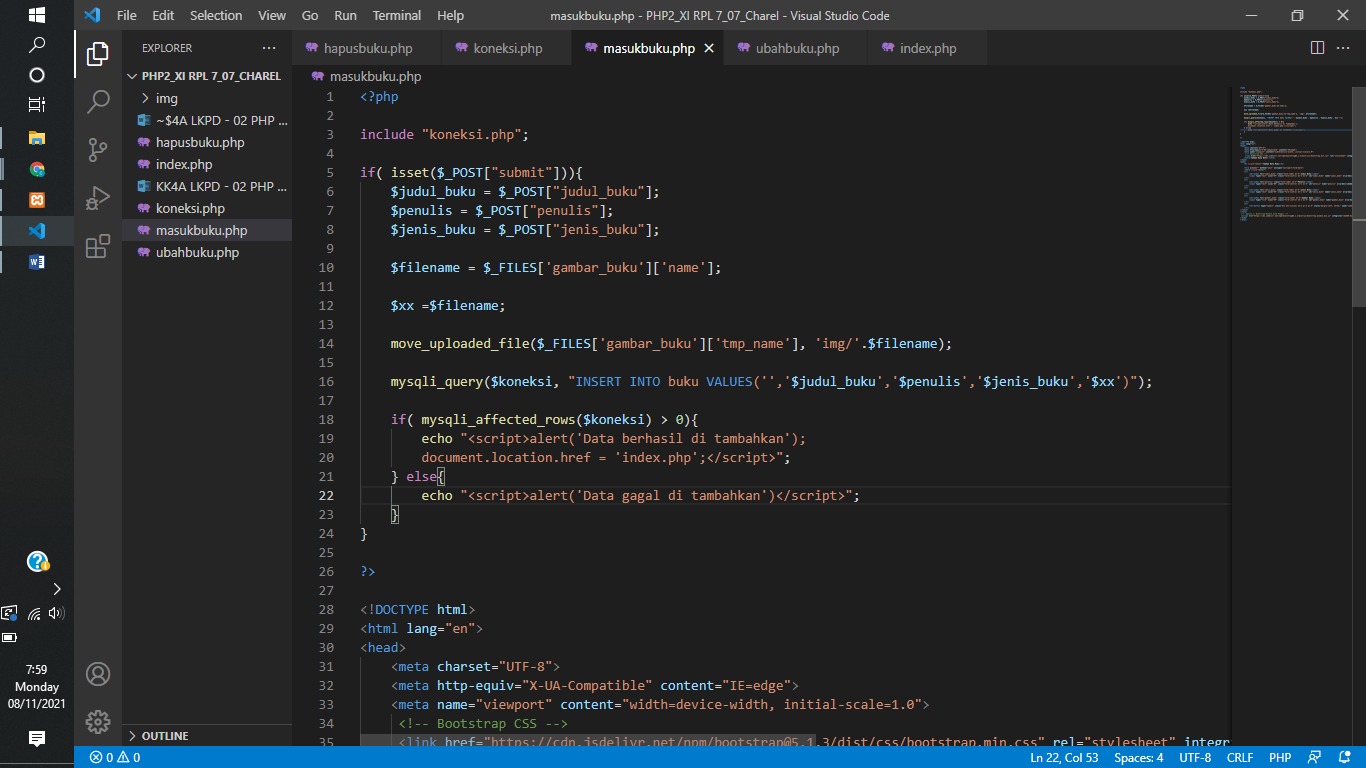 File Edit Selection View Go Run Terminal Help masukbuku.php - PHP2_XI RPL 7_07_Charel - Visual Studio Code
EXPLORER ...
PHP2_XI RPL 7_07_CHAREL
img
~$4A LKPD - 02 PHP ...
hapusbuku.php
index.php
KK4A LKPD - 02 PHP ...
koneksi.php
masukbuku.php
ubahbuku.php
OUTLINE
hapusbuku.php koneksi.php masukbuku.php ubahbuku.php index.php
masukbuku.php
1 <?php
2
3 include "koneksi.php";
4
5 if( isset($_POST["submit"])){
6 $judul_buku = $_POST["judul_buku"];
7 $penulis = $_POST["penulis"];
8 $jenis_buku = $_POST["jenis_buku"];
9
10 $filename = $_FILES['gambar_buku']['name'];
11
12 $xx =$filename;
13
14 move_uploaded_file($_FILES['gambar_buku']['tmp_name'], 'img/'.$filename);
15
16 mysqli_query($koneksi, "INSERT INTO buku VALUES('','$judul_buku','$penulis','$jenis_buku','$xx')");
17
18 if( mysqli_affected_rows($koneksi) > 0){
19 echo "<script>alert('Data berhasil di tambahkan');
20 document.location.href = 'index.php';</script>";
21 } else{
22 echo "<script>alert('Data gagal di tambahkan')</script>";
23 }
24 }
25
26 ?>
27
28 <!DOCTYPE html>
29 <html lang="en">
30 <head>
31 <meta charset="UTF-8">
32 <meta http-equiv="X-UA-Compatible" content="IE=edge">
33 <meta name="viewport" content="width=device-width, initial-scale=1.0">
34 <!-- Bootstrap CSS -->
35 <link href="https://cdn.jsdelivr.net/npm/bootstrap@5.1.3/dist/css/bootstrap.min.css" rel="stylesheet" integr
7:59
Monday
08/11/2021
0 0 Ln 22, Col 53 Spaces: 4 UTF-8 CRLF PHP